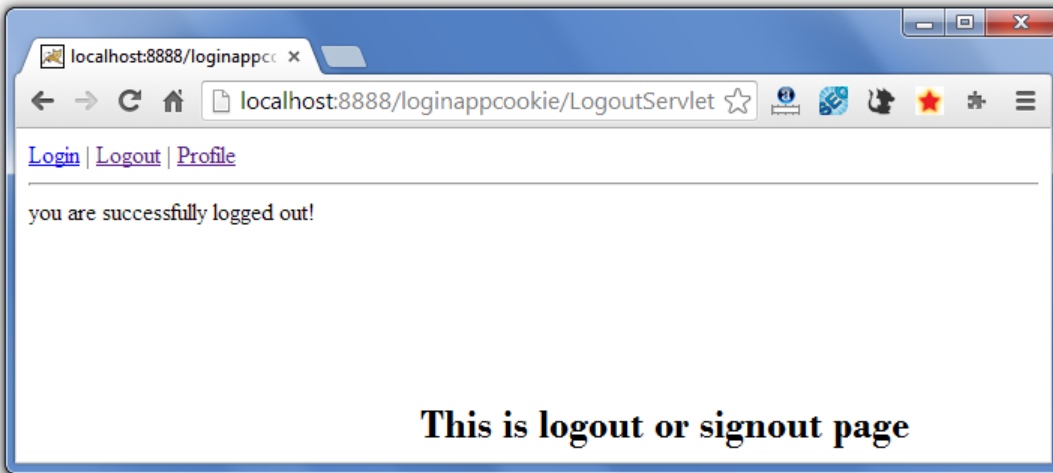 localhost:8888/loginappcc
localhost:8888/loginappcookie/LogoutServlet
Login | Logout | Profile
you are successfully logged out!
This is logout or signout page